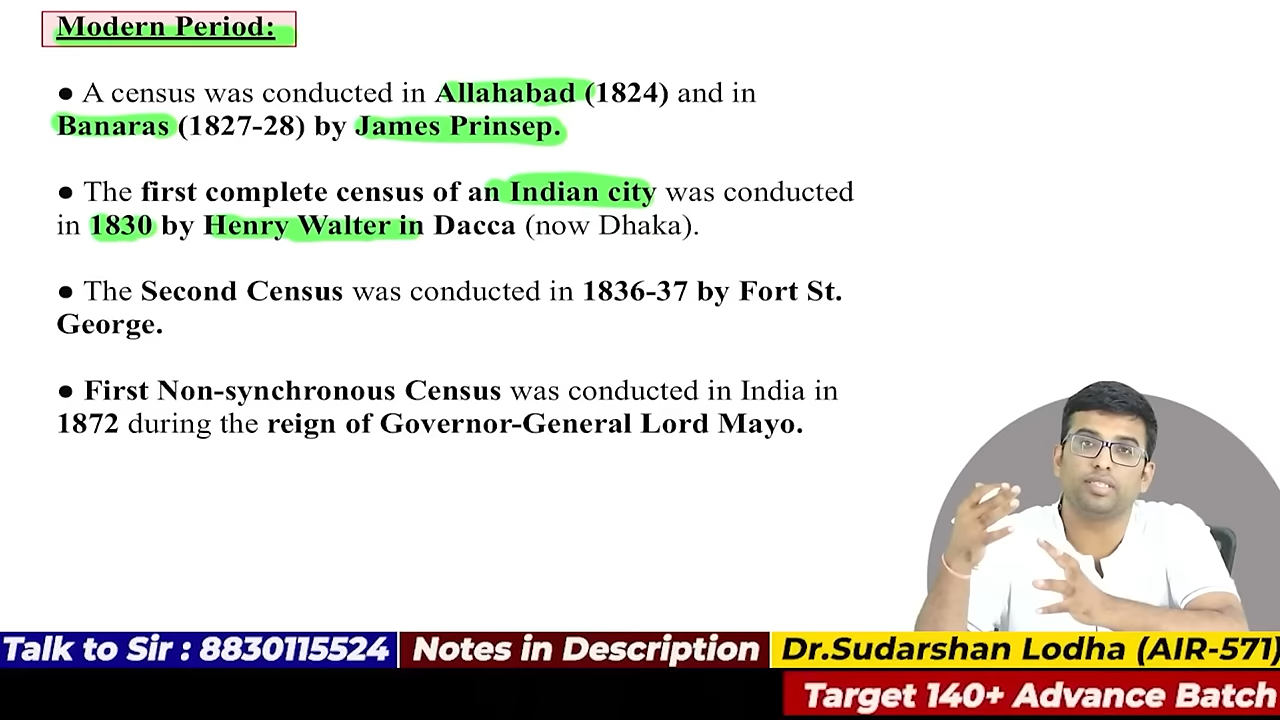 Modern Period:
● A census was conducted in Allahabad (1824) and in
Banaras (1827-28) by James Prinsep.
● The first complete census of an Indian city was conducted
in 1830 by Henry Walter in Dacca (now Dhaka).
● The Second Census was conducted in 1836-37 by Fort St.
George.
● First Non-synchronous Census was conducted in India in
1872 during the reign of Governor-General Lord Mayo.
Talk to Sir : 8830115524
Notes in Description
Dr.Sudarshan Lodha (AIR-571)
Target 140+ Advance Batch